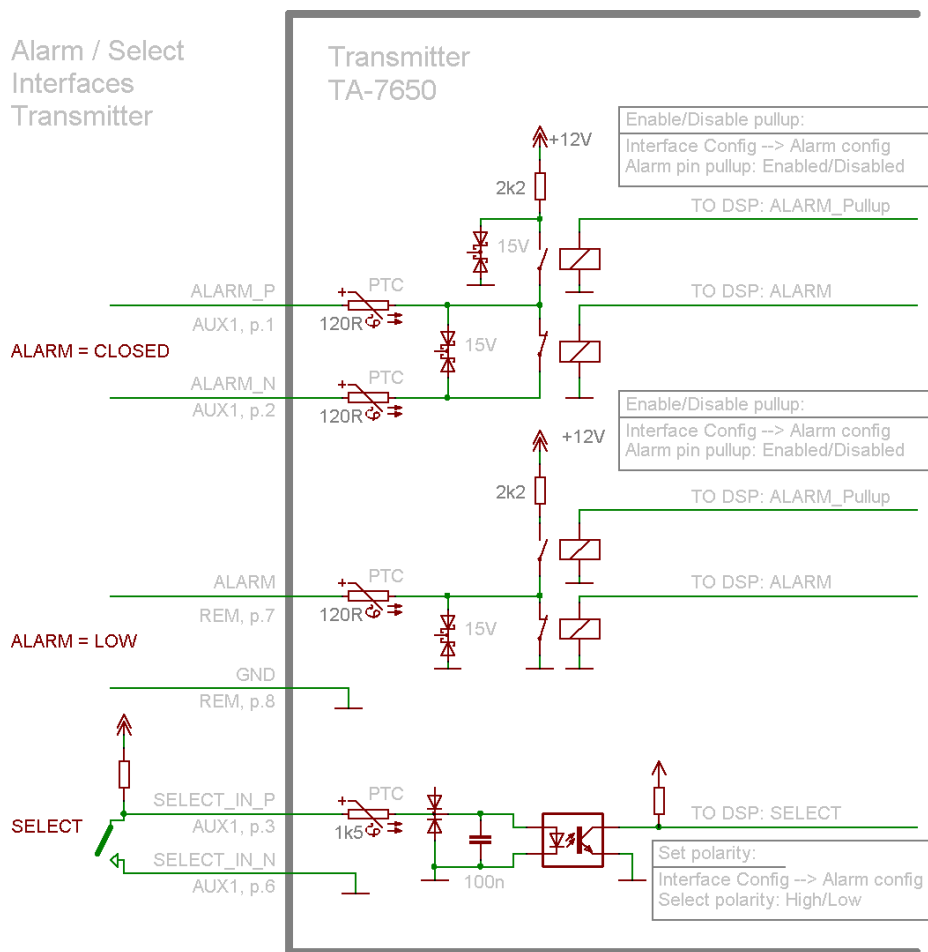 Alarm / Select
Interfaces
Transmitter
Transmitter
TA-7650
Enable/Disable pullup:
Interface Config --> Alarm config
Alarm pin pullup: Enabled/Disabled
+12V
2k2
TO DSP: ALARM_Pullup
15V
ALARM_P
PTC
TO DSP: ALARM
AUX1, p.1
120R
15V
ALARM = CLOSED
ALARM_N
PTC
AUX1, p.2
120R
Enable/Disable pullup:
Interface Config --> Alarm config
Alarm pin pullup: Enabled/Disabled
+12V
2k2
TO DSP: ALARM_Pullup
ALARM
PTC
TO DSP: ALARM
REM, p.7
120R
15V
ALARM = LOW
GND
REM, p.8
SELECT_IN_P
PTC
TO DSP: SELECT
SELECT
AUX1, p.3
1k5
SELECT_IN_N
AUX1, p.6
100n
Set polarity:
Interface Config --> Alarm config
Select polarity: High/Low